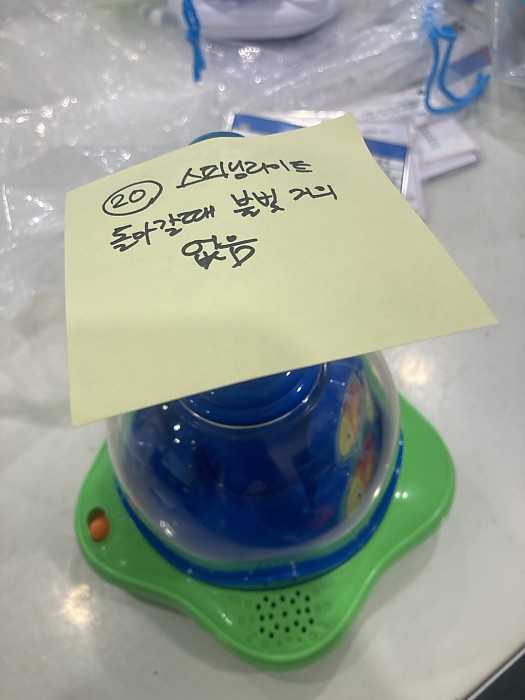 ⑳ 스피닝라이트
돌아갈때 불빛 거의
없음